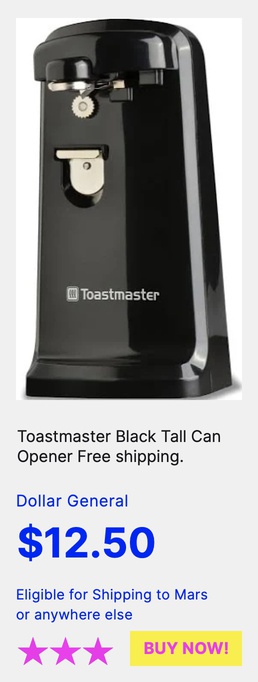 Toastmaster
Toastmaster Black Tall Can
Opener Free shipping.
Dollar General
$12.50
Eligible for Shipping to Mars
or anywhere else
BUY NOW!